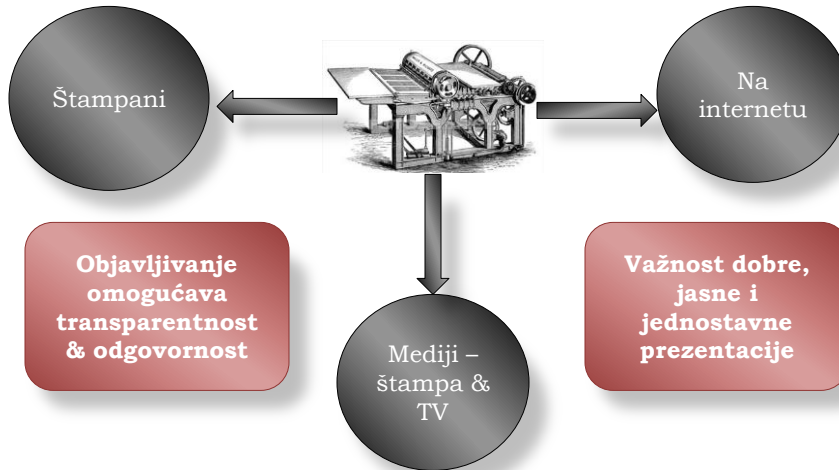 Štampani
Na
internetu
Objavljivanje
omogućava
transparentnost
& odgovornost
Mediji –
štampa &
TV
Važnost dobre,
jasne i
jednostavne
prezentacije